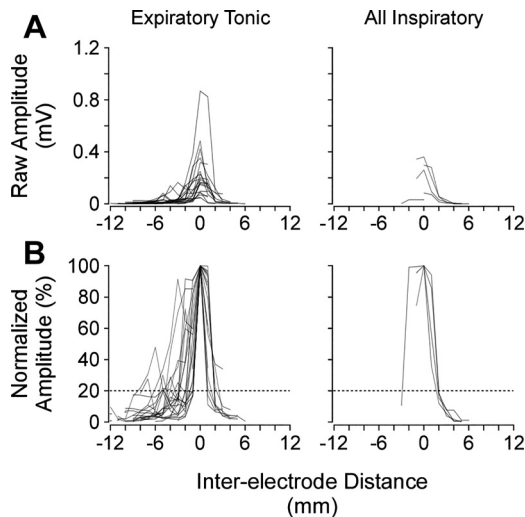 A
Expiratory Tonic
All Inspiratory
Raw Amplitude
(mV)
1.2
0.8
0.4
0
-12 -6 0 6 12
-12 -6 0 6 12
B
Normalized
Amplitude (%)
100
80
60
40
20
0
-12 -6 0 6 12
-12 -6 0 6 12
Inter-electrode Distance
(mm)